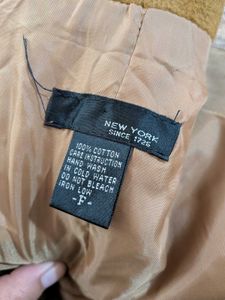 NEW YORK
SINCE 1726
100% COTTON
CARE INSTRUCTION
HAND WASH
IN COLD WATER
DO NOT BLEACH
IRON LOW
-F-